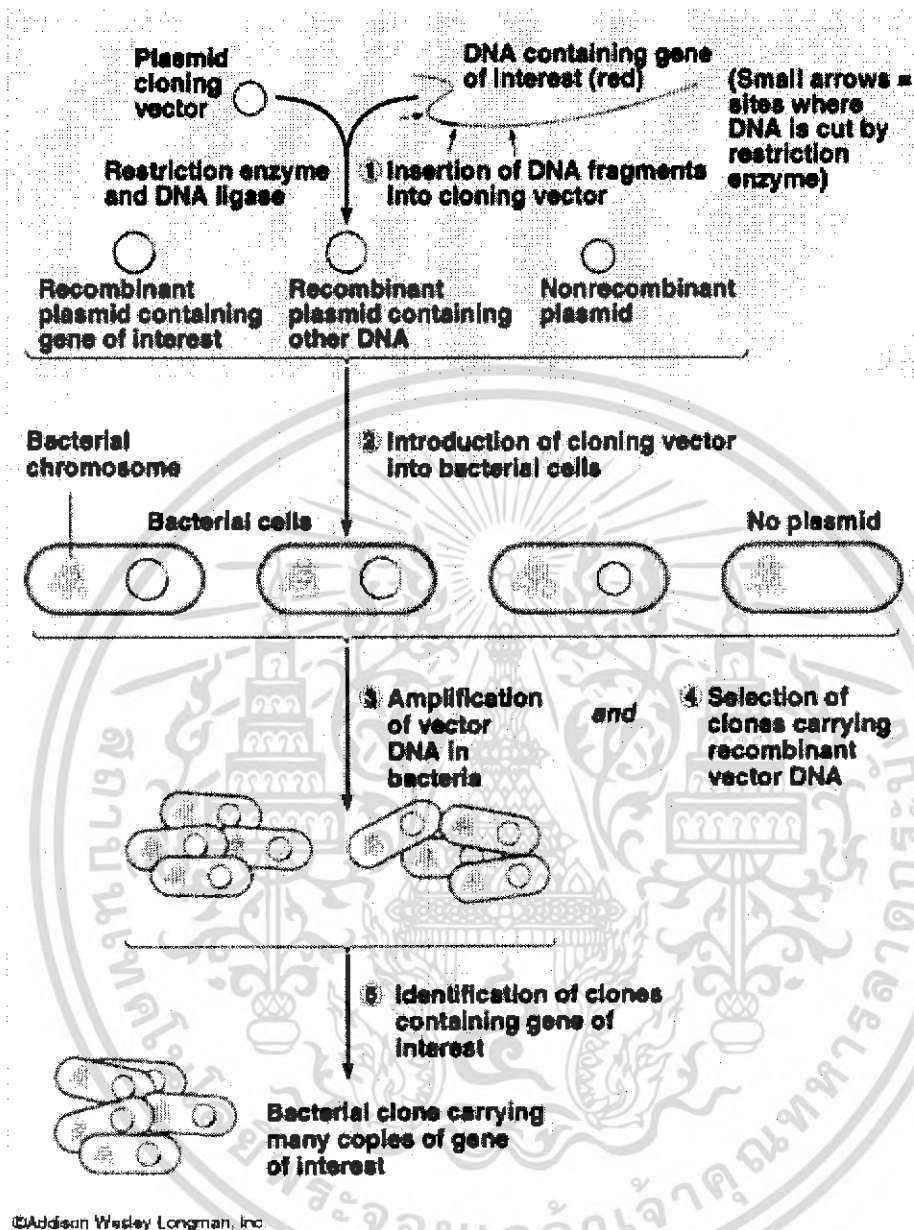 Plasmid
cloning
vector
DNA containing gene
of interest (red)
(Small arrows =
sites where
DNA is cut by
restriction
enzyme)
Restriction enzyme
and DNA ligase
1 Insertion of DNA fragments
into cloning vector
Recombinant
plasmid containing
gene of interest
Recombinant
plasmid containing
other DNA
Nonrecombinant
plasmid
Bacterial
chromosome
2 Introduction of cloning vector
into bacterial cells
Bacterial cells
No plasmid
3 Amplification
of vector
DNA in
bacteria
and
4 Selection of
clones carrying
recombinant
vector DNA
5 Identification of clones
containing gene of
interest
Bacterial clone carrying
many copies of gene
of interest
©Addison Wesley Longman, Inc.